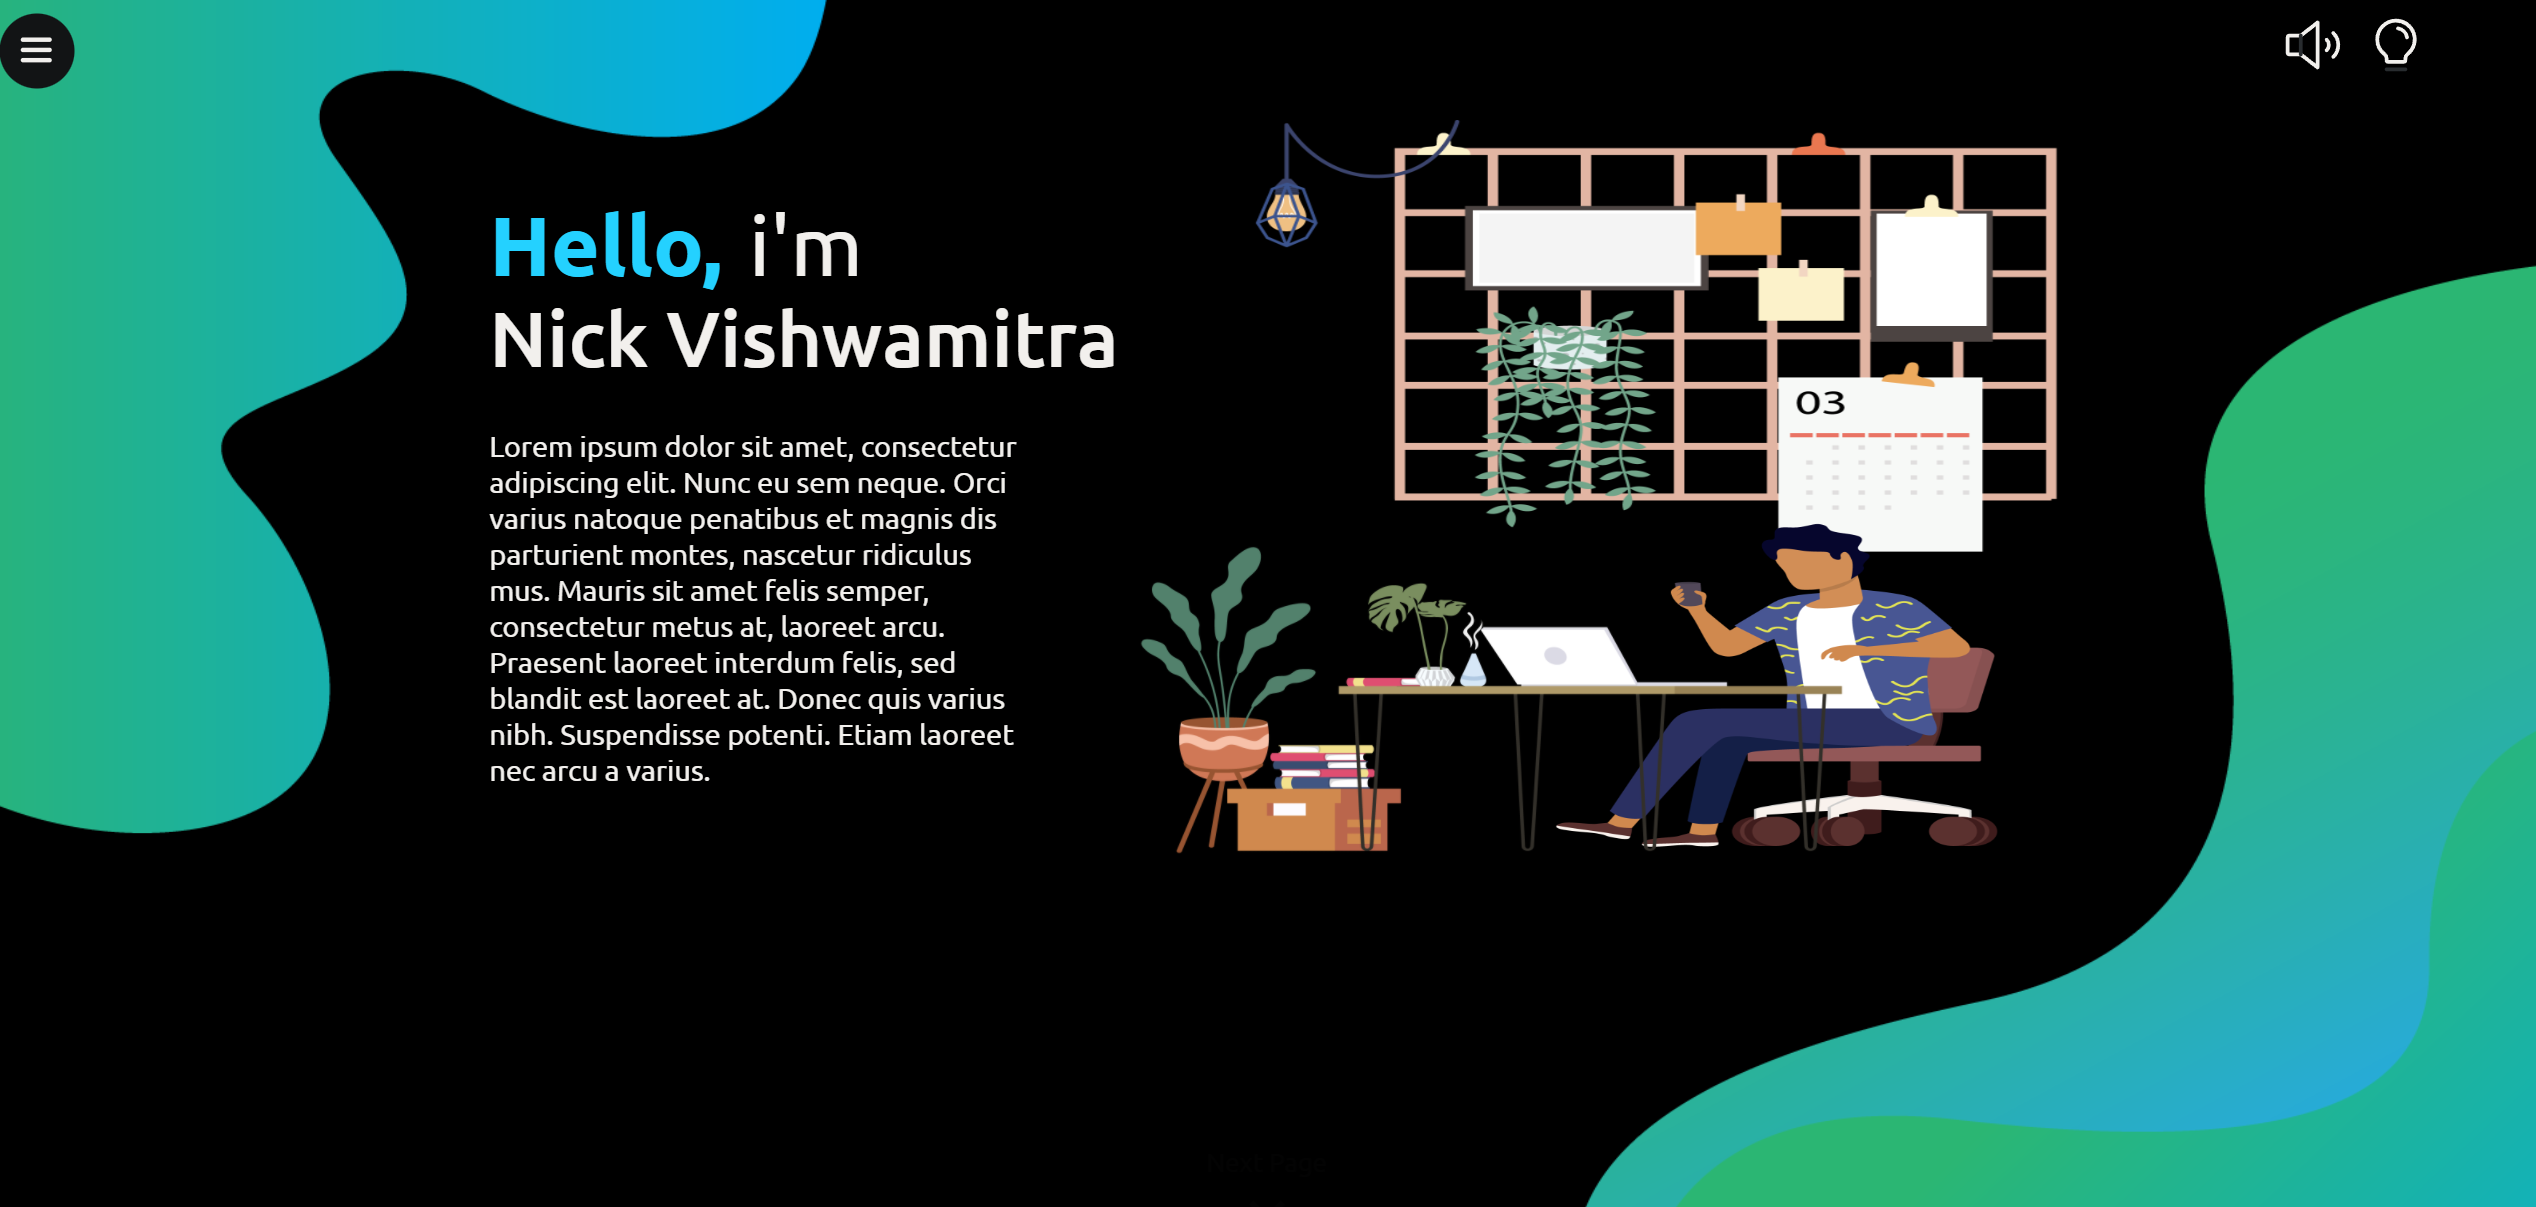 Hello, i'm
Nick Vishwamitra
Lorem ipsum dolor sit amet, consectetur
adipiscing elit. Nunc eu sem neque. Orci
varius natoque penatibus et magnis dis
parturient montes, nascetur ridiculus
mus. Mauris sit amet felis semper,
consectetur metus at, laoreet arcu.
Praesent laoreet interdum felis, sed
blandit est laoreet at. Donec quis varius
nibh. Suspendisse potenti. Etiam laoreet
nec arcu a varius.
03
Next Page